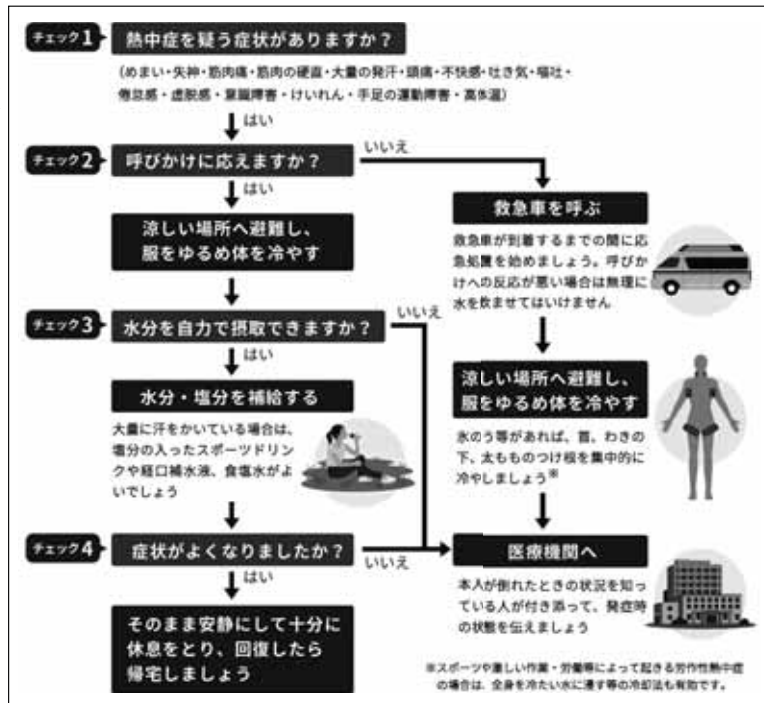 チェック1
熱中症を疑う症状がありますか？
（めまい・失神・筋肉痛・筋肉の硬直・大量の発汗・頭痛・不快感・吐き気・嘔吐・
倦怠感・虚脱感・意識障害・けいれん・手足の運動障害・高体温）
はい
チェック2
呼びかけに応えますか？
いいえ
はい
涼しい場所へ避難し、
服をゆるめ体を冷やす
救急車を呼ぶ
救急車が到着するまでの間に応
急処置を始めましょう。呼びか
けへの反応が悪い場合は無理に
水を飲ませてはいけません
チェック3
水分を自力で摂取できますか？
いいえ
はい
水分・塩分を補給する
大量に汗をかいている場合は、
塩分の入ったスポーツドリン
クや経口補水液、食塩水がよ
いでしょう
涼しい場所へ避難し、
服をゆるめ体を冷やす
氷のう等があれば、首、わきの
下、太もものつけ根を集中的に
冷やしましょう※
チェック4
症状がよくなりましたか？
いいえ
はい
医療機関へ
本人が倒れたときの状況を知っ
ている人が付き添って、発症時
の状態を伝えましょう
そのまま安静にして十分に
休息をとり、回復したら
帰宅しましょう
※スポーツや激しい作業・労働等によって起きる労作性熱中症
の場合は、全身を冷たい水に浸す等の冷却法も有効です。